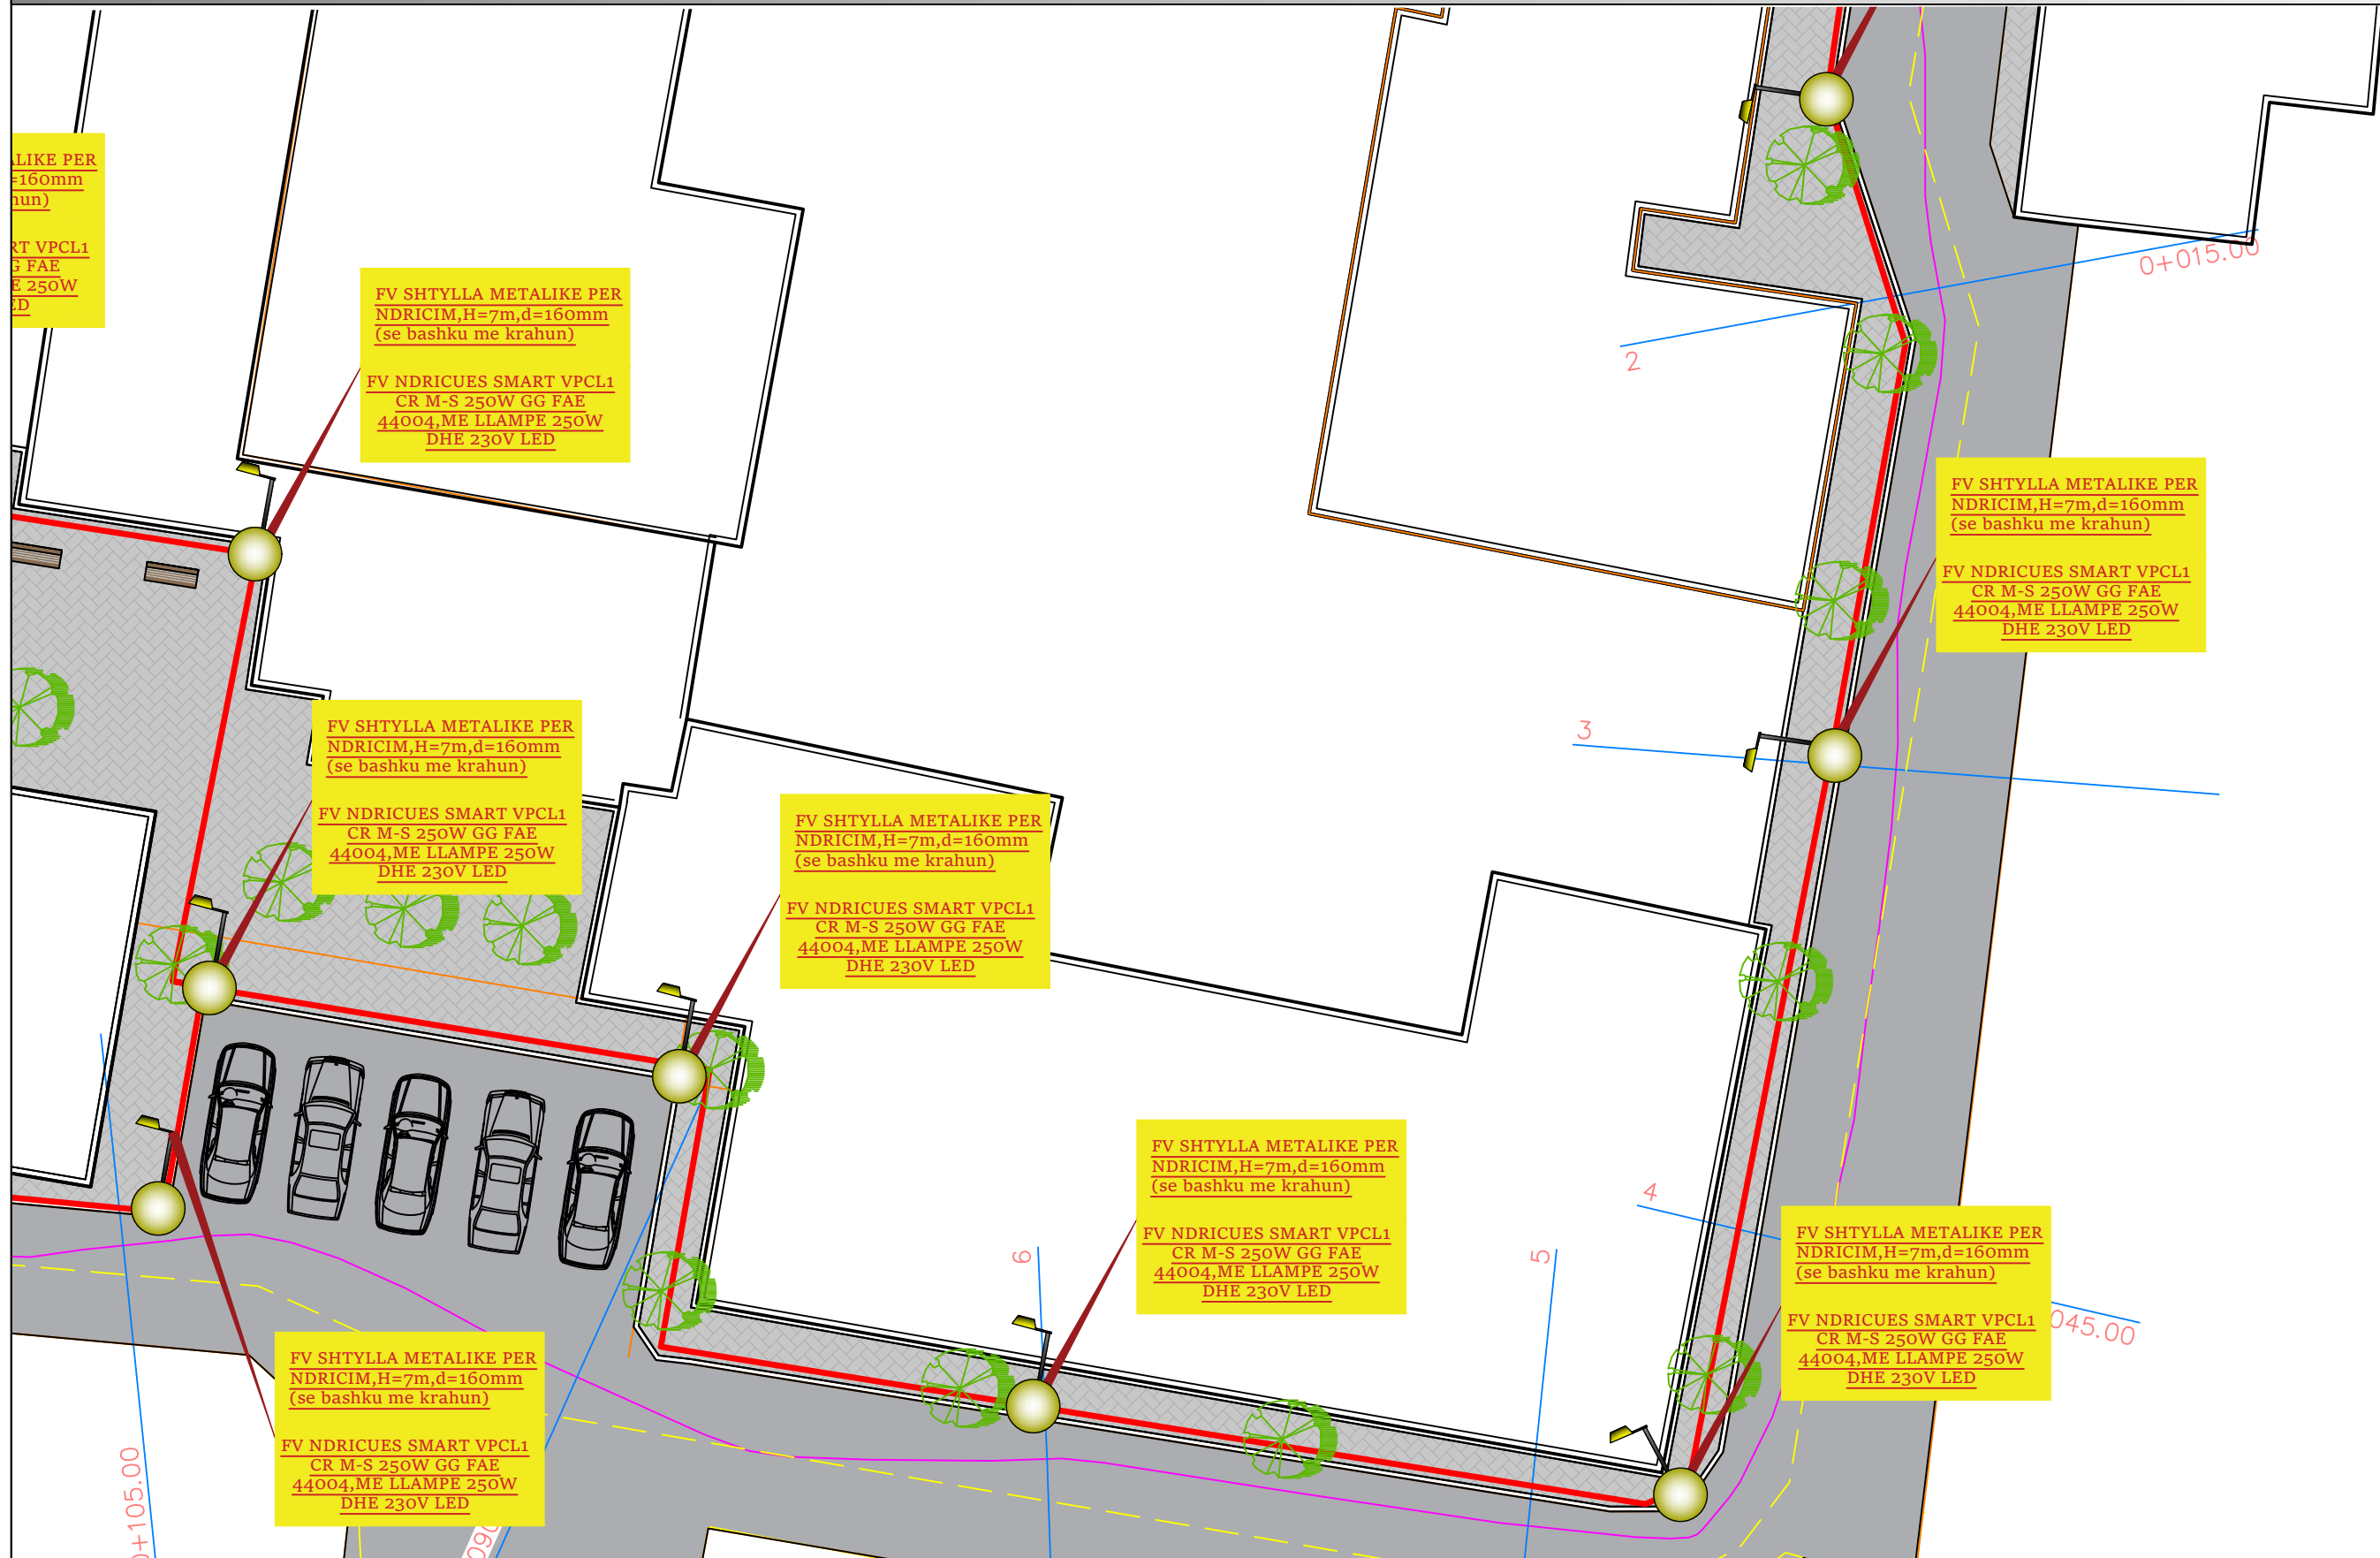 ALIKE PER
=160mm
hun)
RT VPCL1
G FAE
E 250W
ED
FV SHTYLLA METALIKE PER
NDRICIM,H=7m,d=160mm
(se bashku me krahun)
FV NDRICUES SMART VPCL1
CR M-S 250W GG FAE
44004,ME LLAMPE 250W
DHE 230V LED
0+015.00
2
FV SHTYLLA METALIKE PER
NDRICIM,H=7m,d=160mm
(se bashku me krahun)
FV NDRICUES SMART VPCL1
CR M-S 250W GG FAE
44004,ME LLAMPE 250W
DHE 230V LED
3
FV SHTYLLA METALIKE PER
NDRICIM,H=7m,d=160mm
(se bashku me krahun)
FV NDRICUES SMART VPCL1
CR M-S 250W GG FAE
44004,ME LLAMPE 250W
DHE 230V LED
FV SHTYLLA METALIKE PER
NDRICIM,H=7m,d=160mm
(se bashku me krahun)
FV NDRICUES SMART VPCL1
CR M-S 250W GG FAE
44004,ME LLAMPE 250W
DHE 230V LED
FV SHTYLLA METALIKE PER
NDRICIM,H=7m,d=160mm
(se bashku me krahun)
FV NDRICUES SMART VPCL1
CR M-S 250W GG FAE
44004,ME LLAMPE 250W
DHE 230V LED
4
6
5
FV SHTYLLA METALIKE PER
NDRICIM,H=7m,d=160mm
(se bashku me krahun)
FV NDRICUES SMART VPCL1
CR M-S 250W GG FAE
44004,ME LLAMPE 250W
DHE 230V LED
045.00
FV SHTYLLA METALIKE PER
NDRICIM,H=7m,d=160mm
(se bashku me krahun)
FV NDRICUES SMART VPCL1
CR M-S 250W GG FAE
44004,ME LLAMPE 250W
DHE 230V LED
0+105.00
090